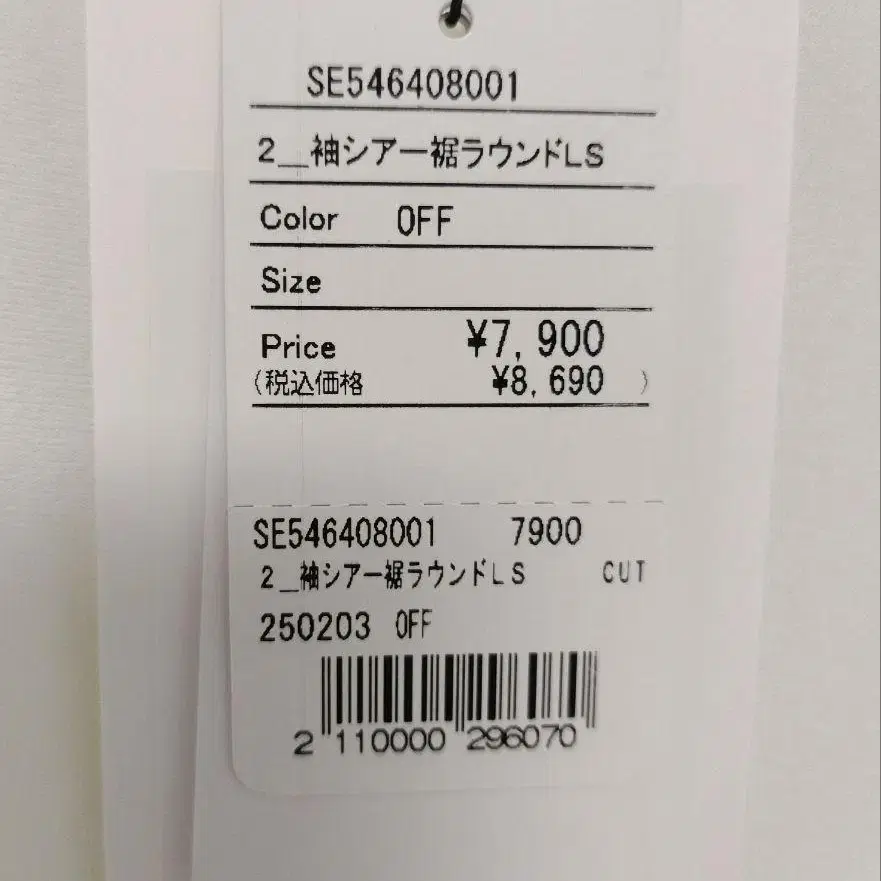 SE546408001
2＿袖シアー裾ラウンドLS
Color OFF
Size
Price ¥7,900
(税込価格 ¥8,690 )
SE546408001 7900
2＿袖シアー裾ラウンドLS CUT
250203 OFF
2 110000 296070